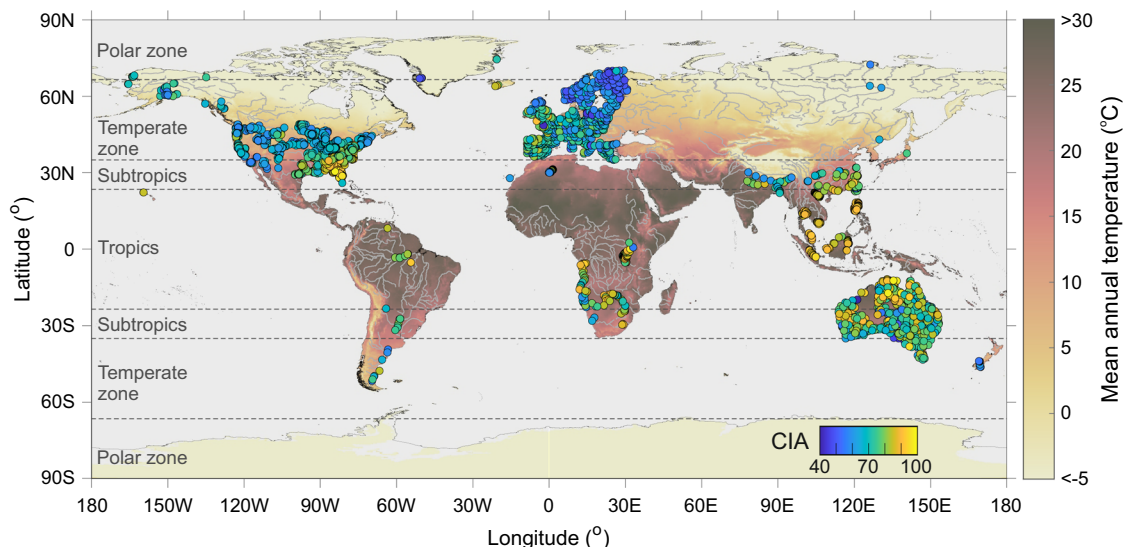 90N
60N
30N
0
30S
60S
90S
Latitude (o)
Polar zone
Temperate
zone
Subtropics
Tropics
Subtropics
Temperate
zone
Polar zone
CIA
40 70 100
180 150W 120W 90W 60W 30W 0 30E 60E 90E 120E 150E 180
Longitude (o)
>30
25
20
15
10
5
0
<-5
Mean annual temperature (°C)